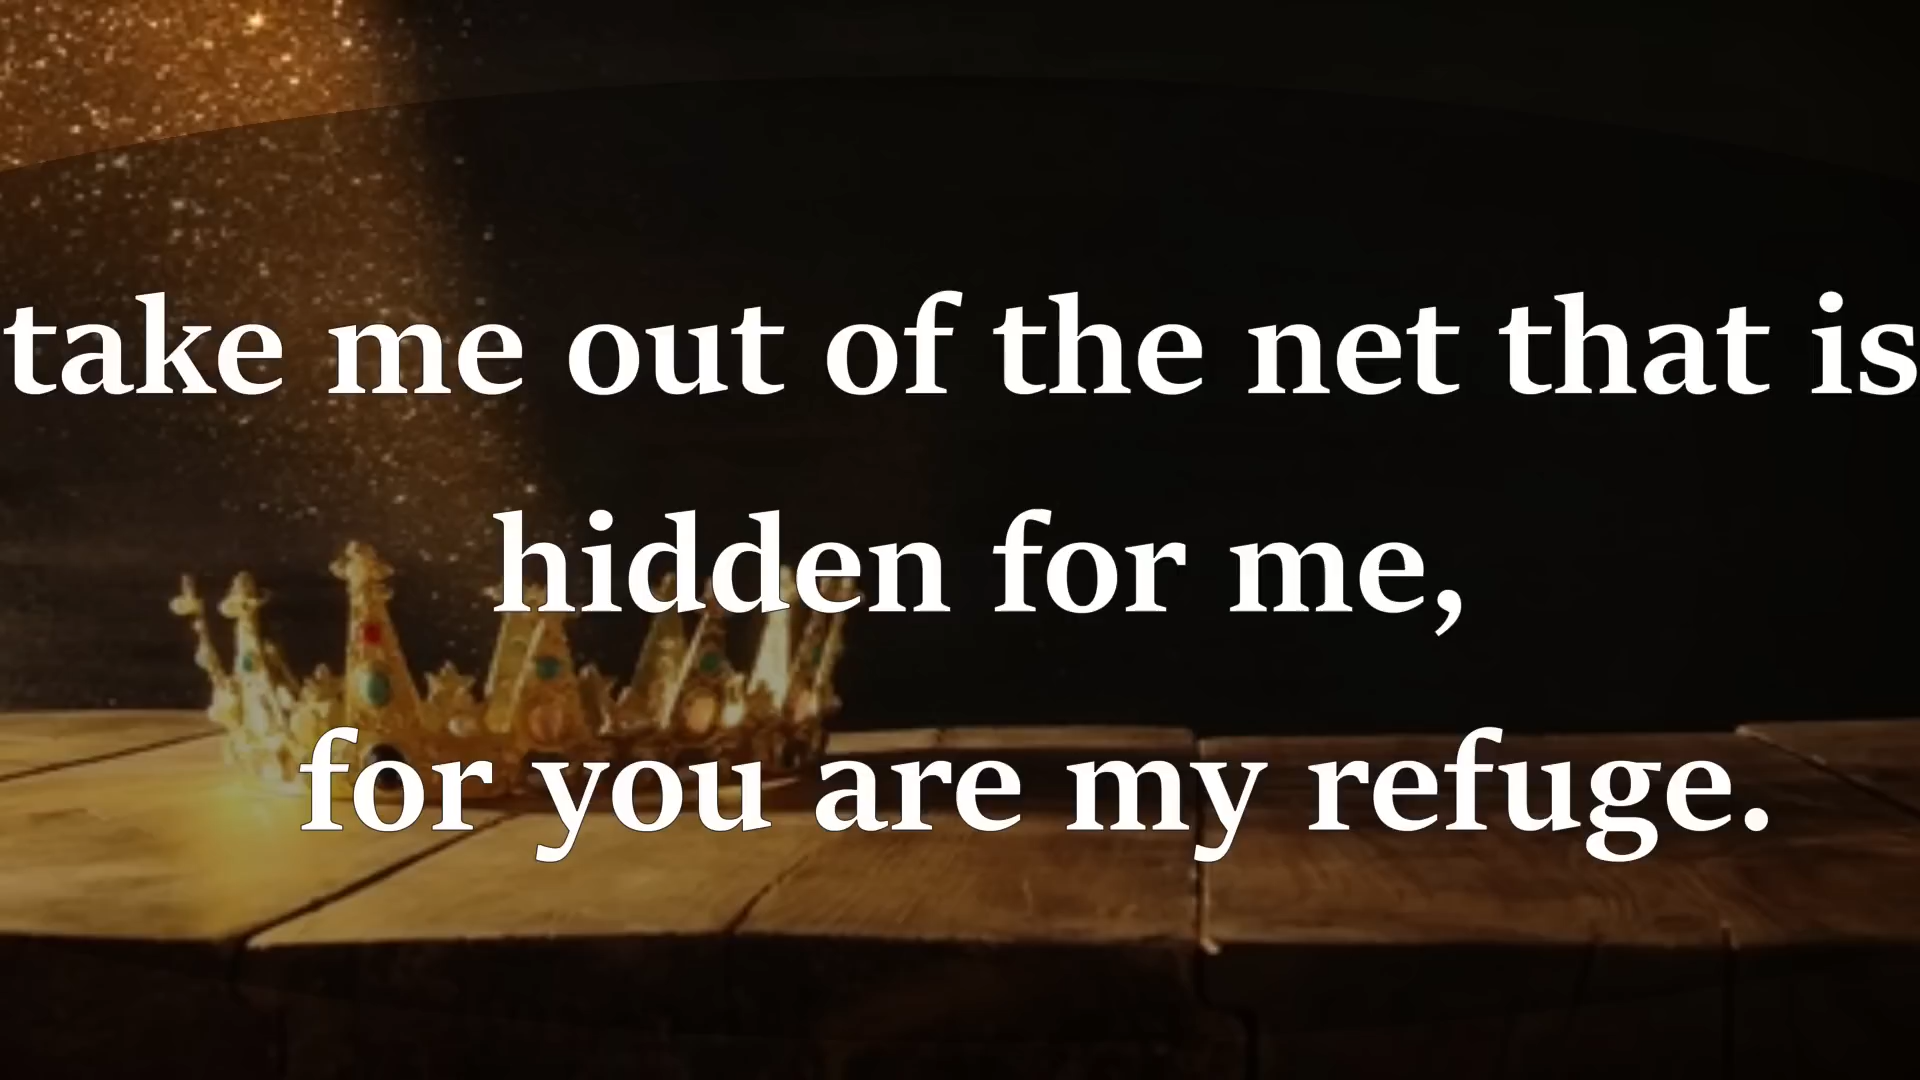 take me out of the net that is
hidden for me,
for you are my refuge.